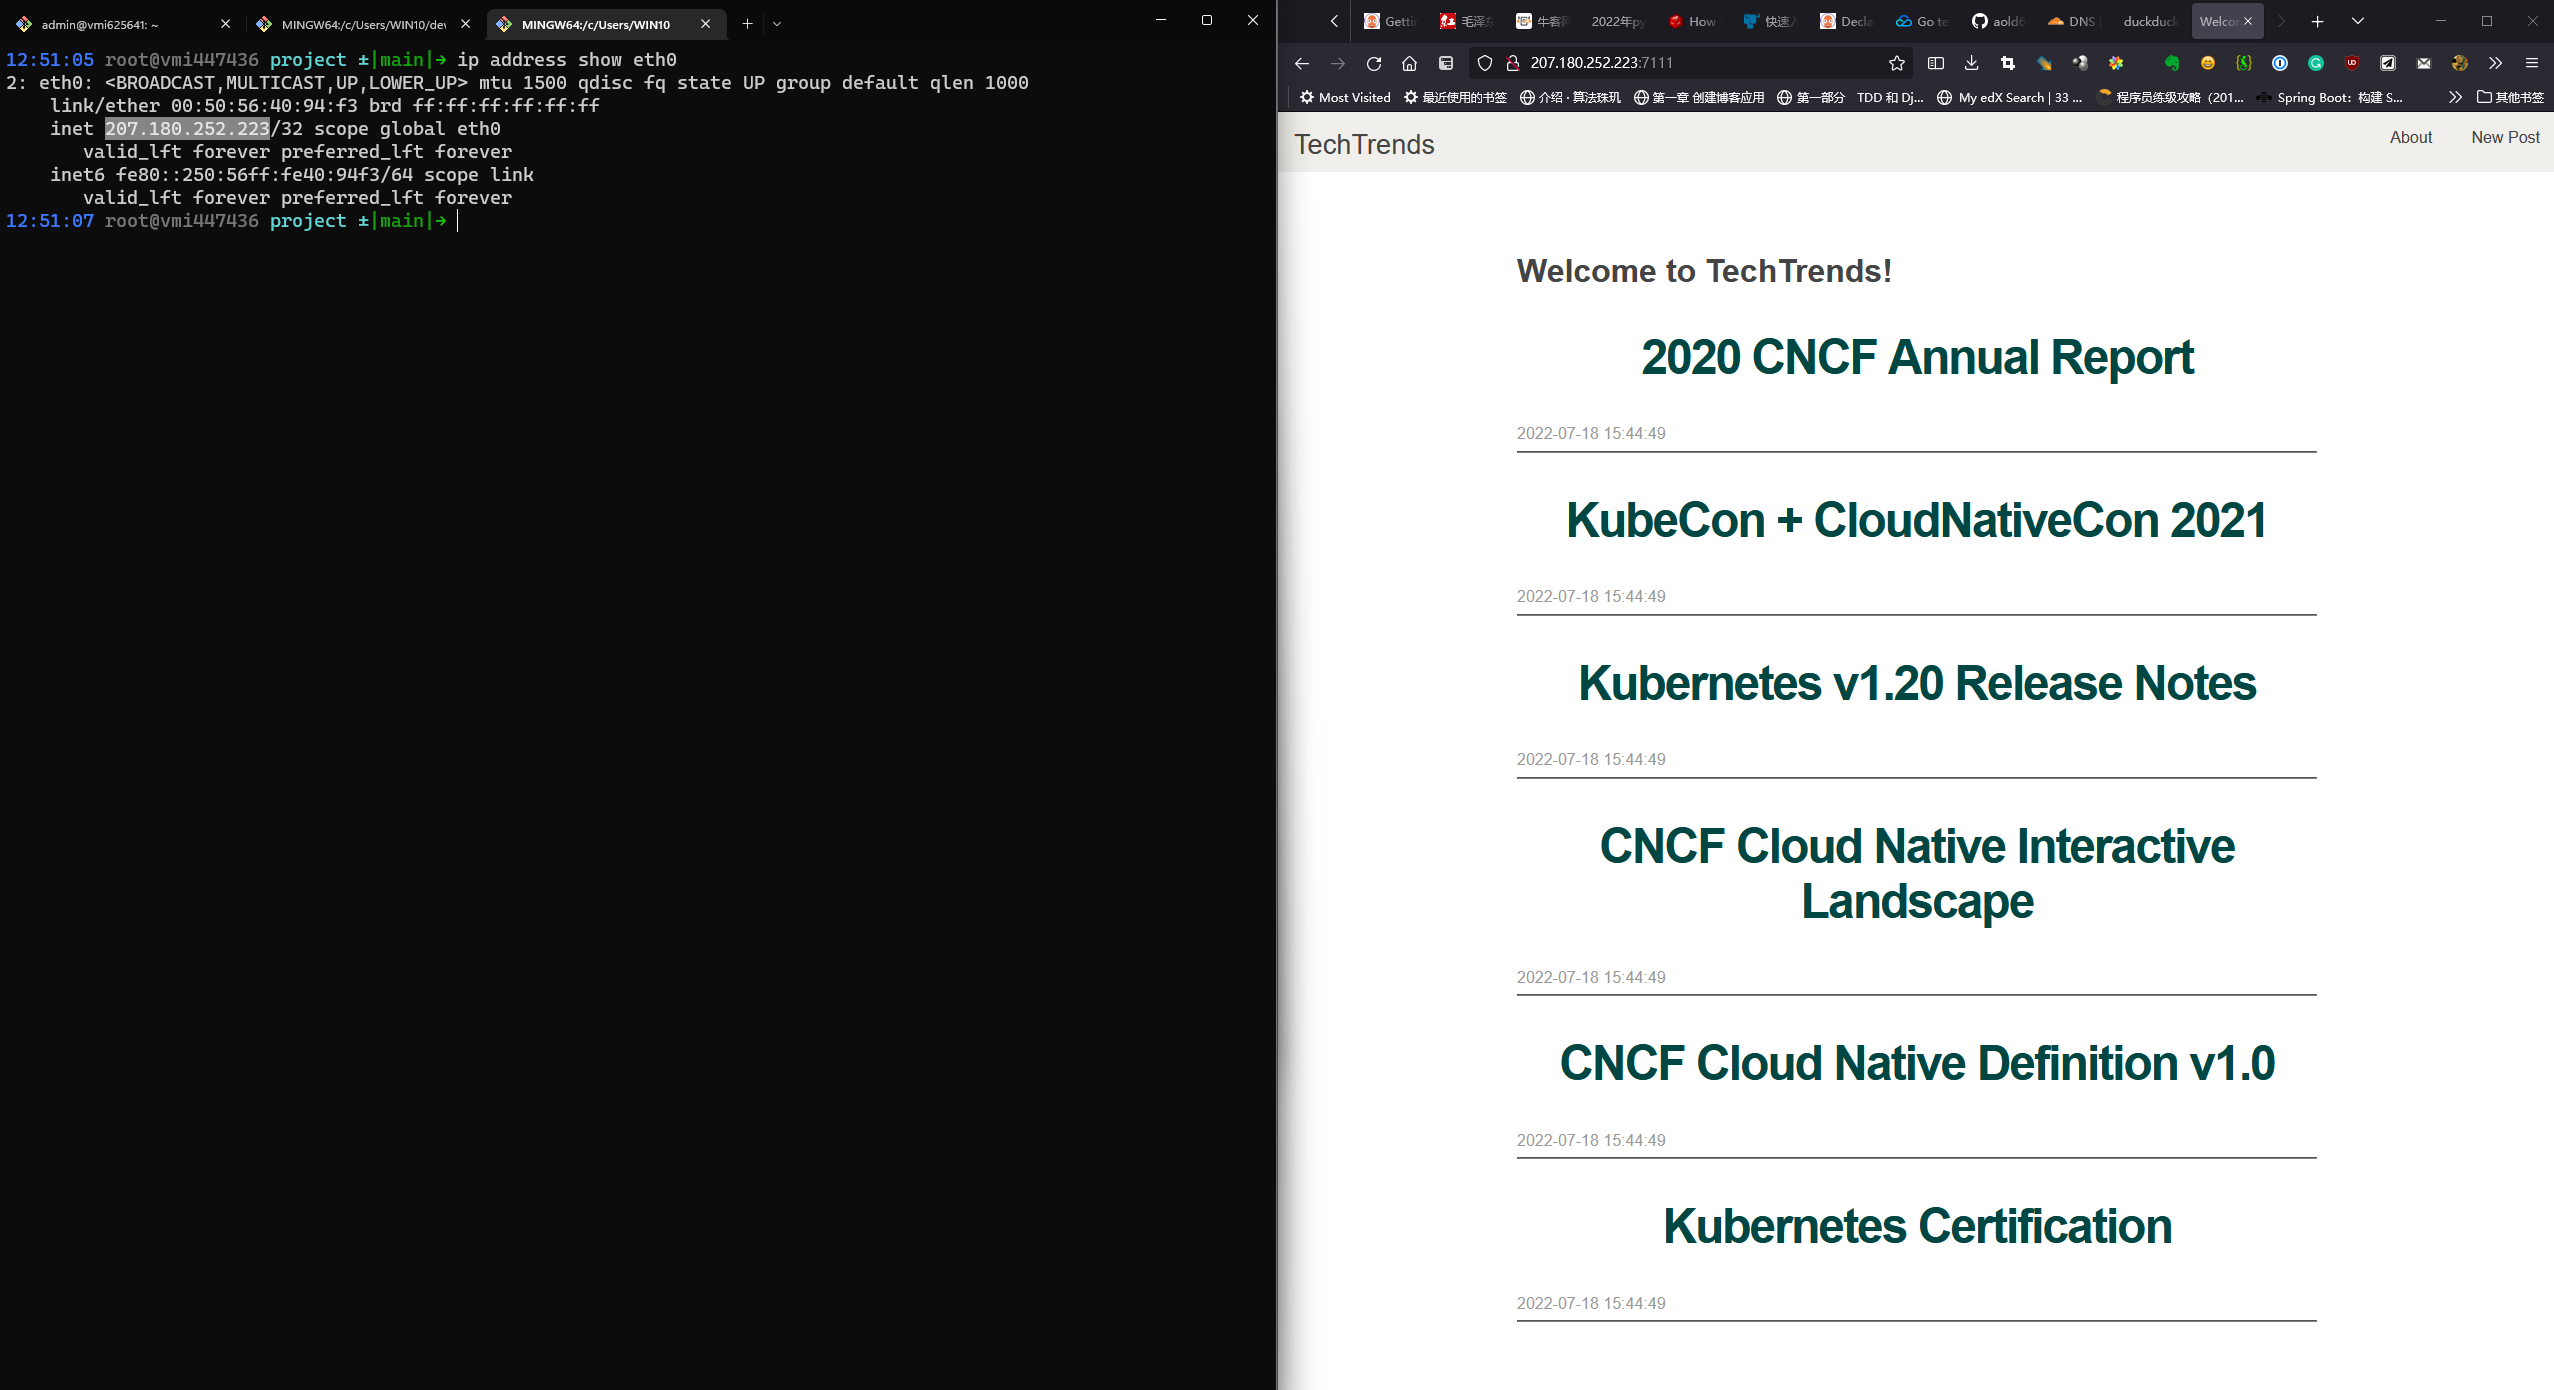 admin@vmi625641: ~
MINGW64:/c/Users/WIN10/dev
MINGW64:/c/Users/WIN10
12:51:05 root@vmi447436 project ±|main|→ ip address show eth0
2: eth0: <BROADCAST,MULTICAST,UP,LOWER_UP> mtu 1500 qdisc fq state UP group default qlen 1000
link/ether 00:50:56:40:94:f3 brd ff:ff:ff:ff:ff:ff
inet 207.180.252.223/32 scope global eth0
valid_lft forever preferred_lft forever
inet6 fe80::250:56ff:fe40:94f3/64 scope link
valid_lft forever preferred_lft forever
12:51:07 root@vmi447436 project ±|main|→
Gettin 毛泽东 牛客网 2022年py How 快速入 Decla Go te aold6 DNS duckduck Welcom
207.180.252.223:7111
Most Visited 最近使用的书签 介绍 · 算法珠玑 第一章 创建博客应用 第一部分 TDD 和 Dj... My edX Search | 33 ... 程序员练级攻略（201... Spring Boot：构建 S... 其他书签
TechTrends About New Post
Welcome to TechTrends!
2020 CNCF Annual Report
2022-07-18 15:44:49
KubeCon + CloudNativeCon 2021
2022-07-18 15:44:49
Kubernetes v1.20 Release Notes
2022-07-18 15:44:49
CNCF Cloud Native Interactive
Landscape
2022-07-18 15:44:49
CNCF Cloud Native Definition v1.0
2022-07-18 15:44:49
Kubernetes Certification
2022-07-18 15:44:49